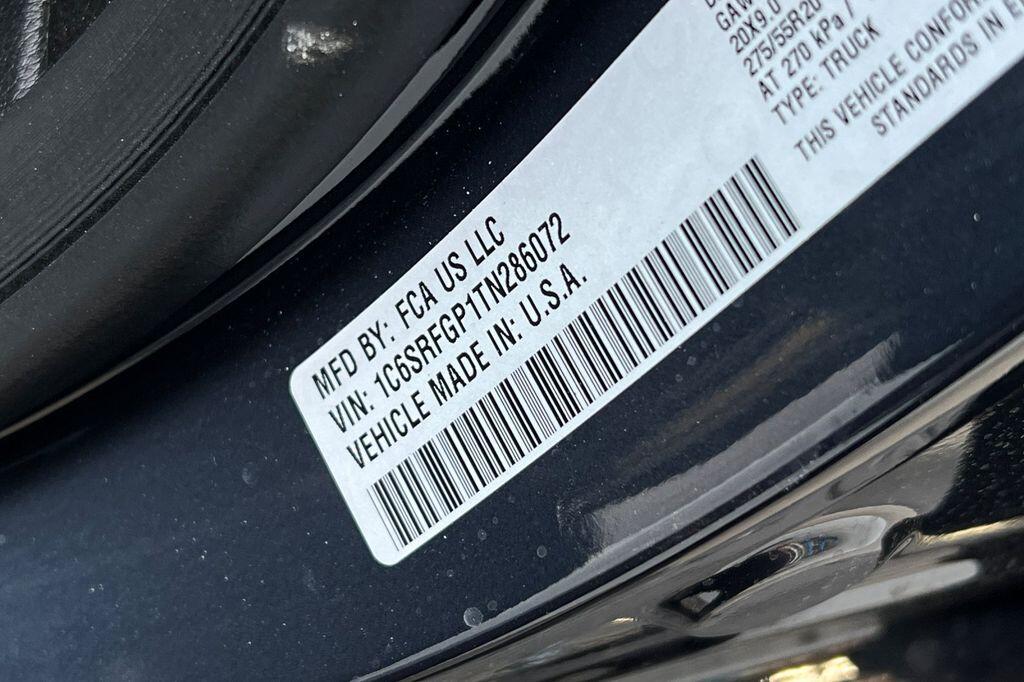 MFD BY: FCA US LLC
VIN: 1C6SRFGP1TN286072
VEHICLE MADE IN: U.S.A.
20X9.0
275/55R20
AT 270 kPa /
TYPE: TRUCK
THIS VEHICLE
STANDARDS IN